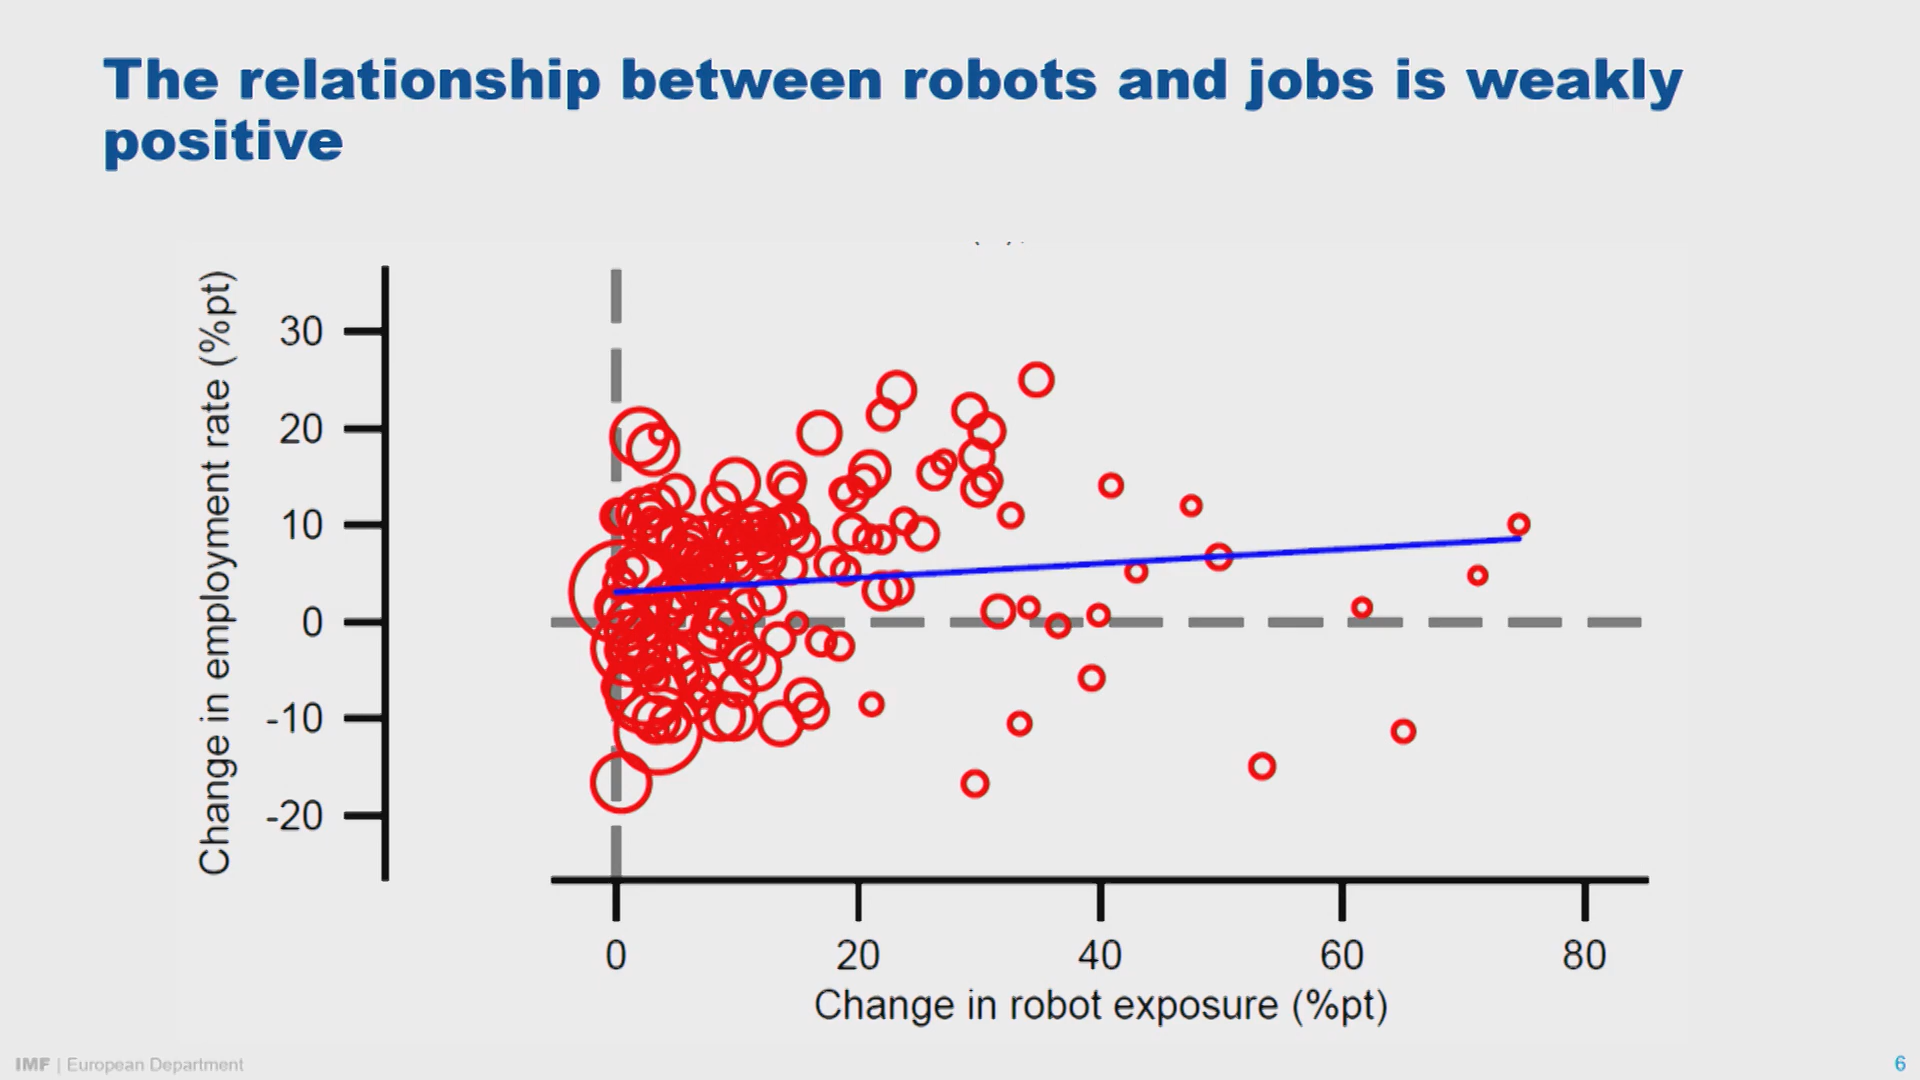 The relationship between robots and jobs is weakly
positive
Change in employment rate (%pt)
30
20
10
0
-10
-20
0 20 40 60 80
Change in robot exposure (%pt)
IMF | European Department
6